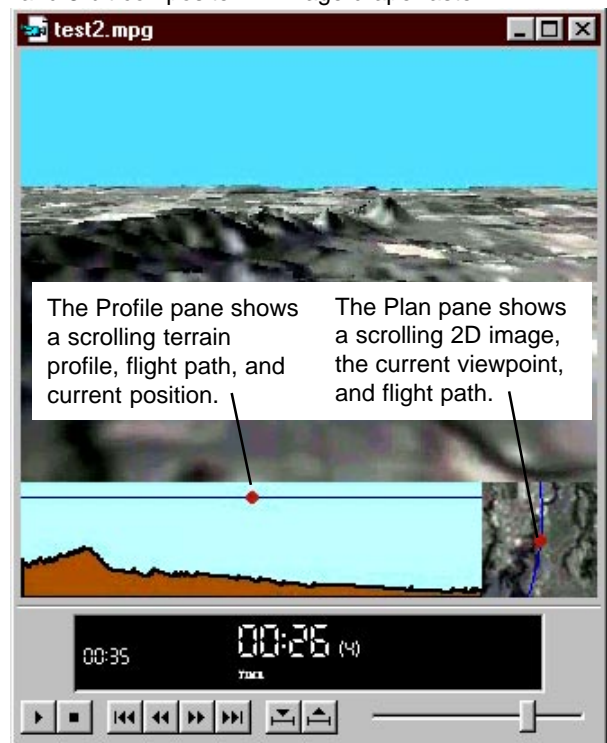 test2.mpg
The Profile pane shows
a scrolling terrain
profile, flight path, and
current position.
The Plan pane shows
a scrolling 2D image,
the current viewpoint,
and flight path.
00:35
00:26 (4)
TIME